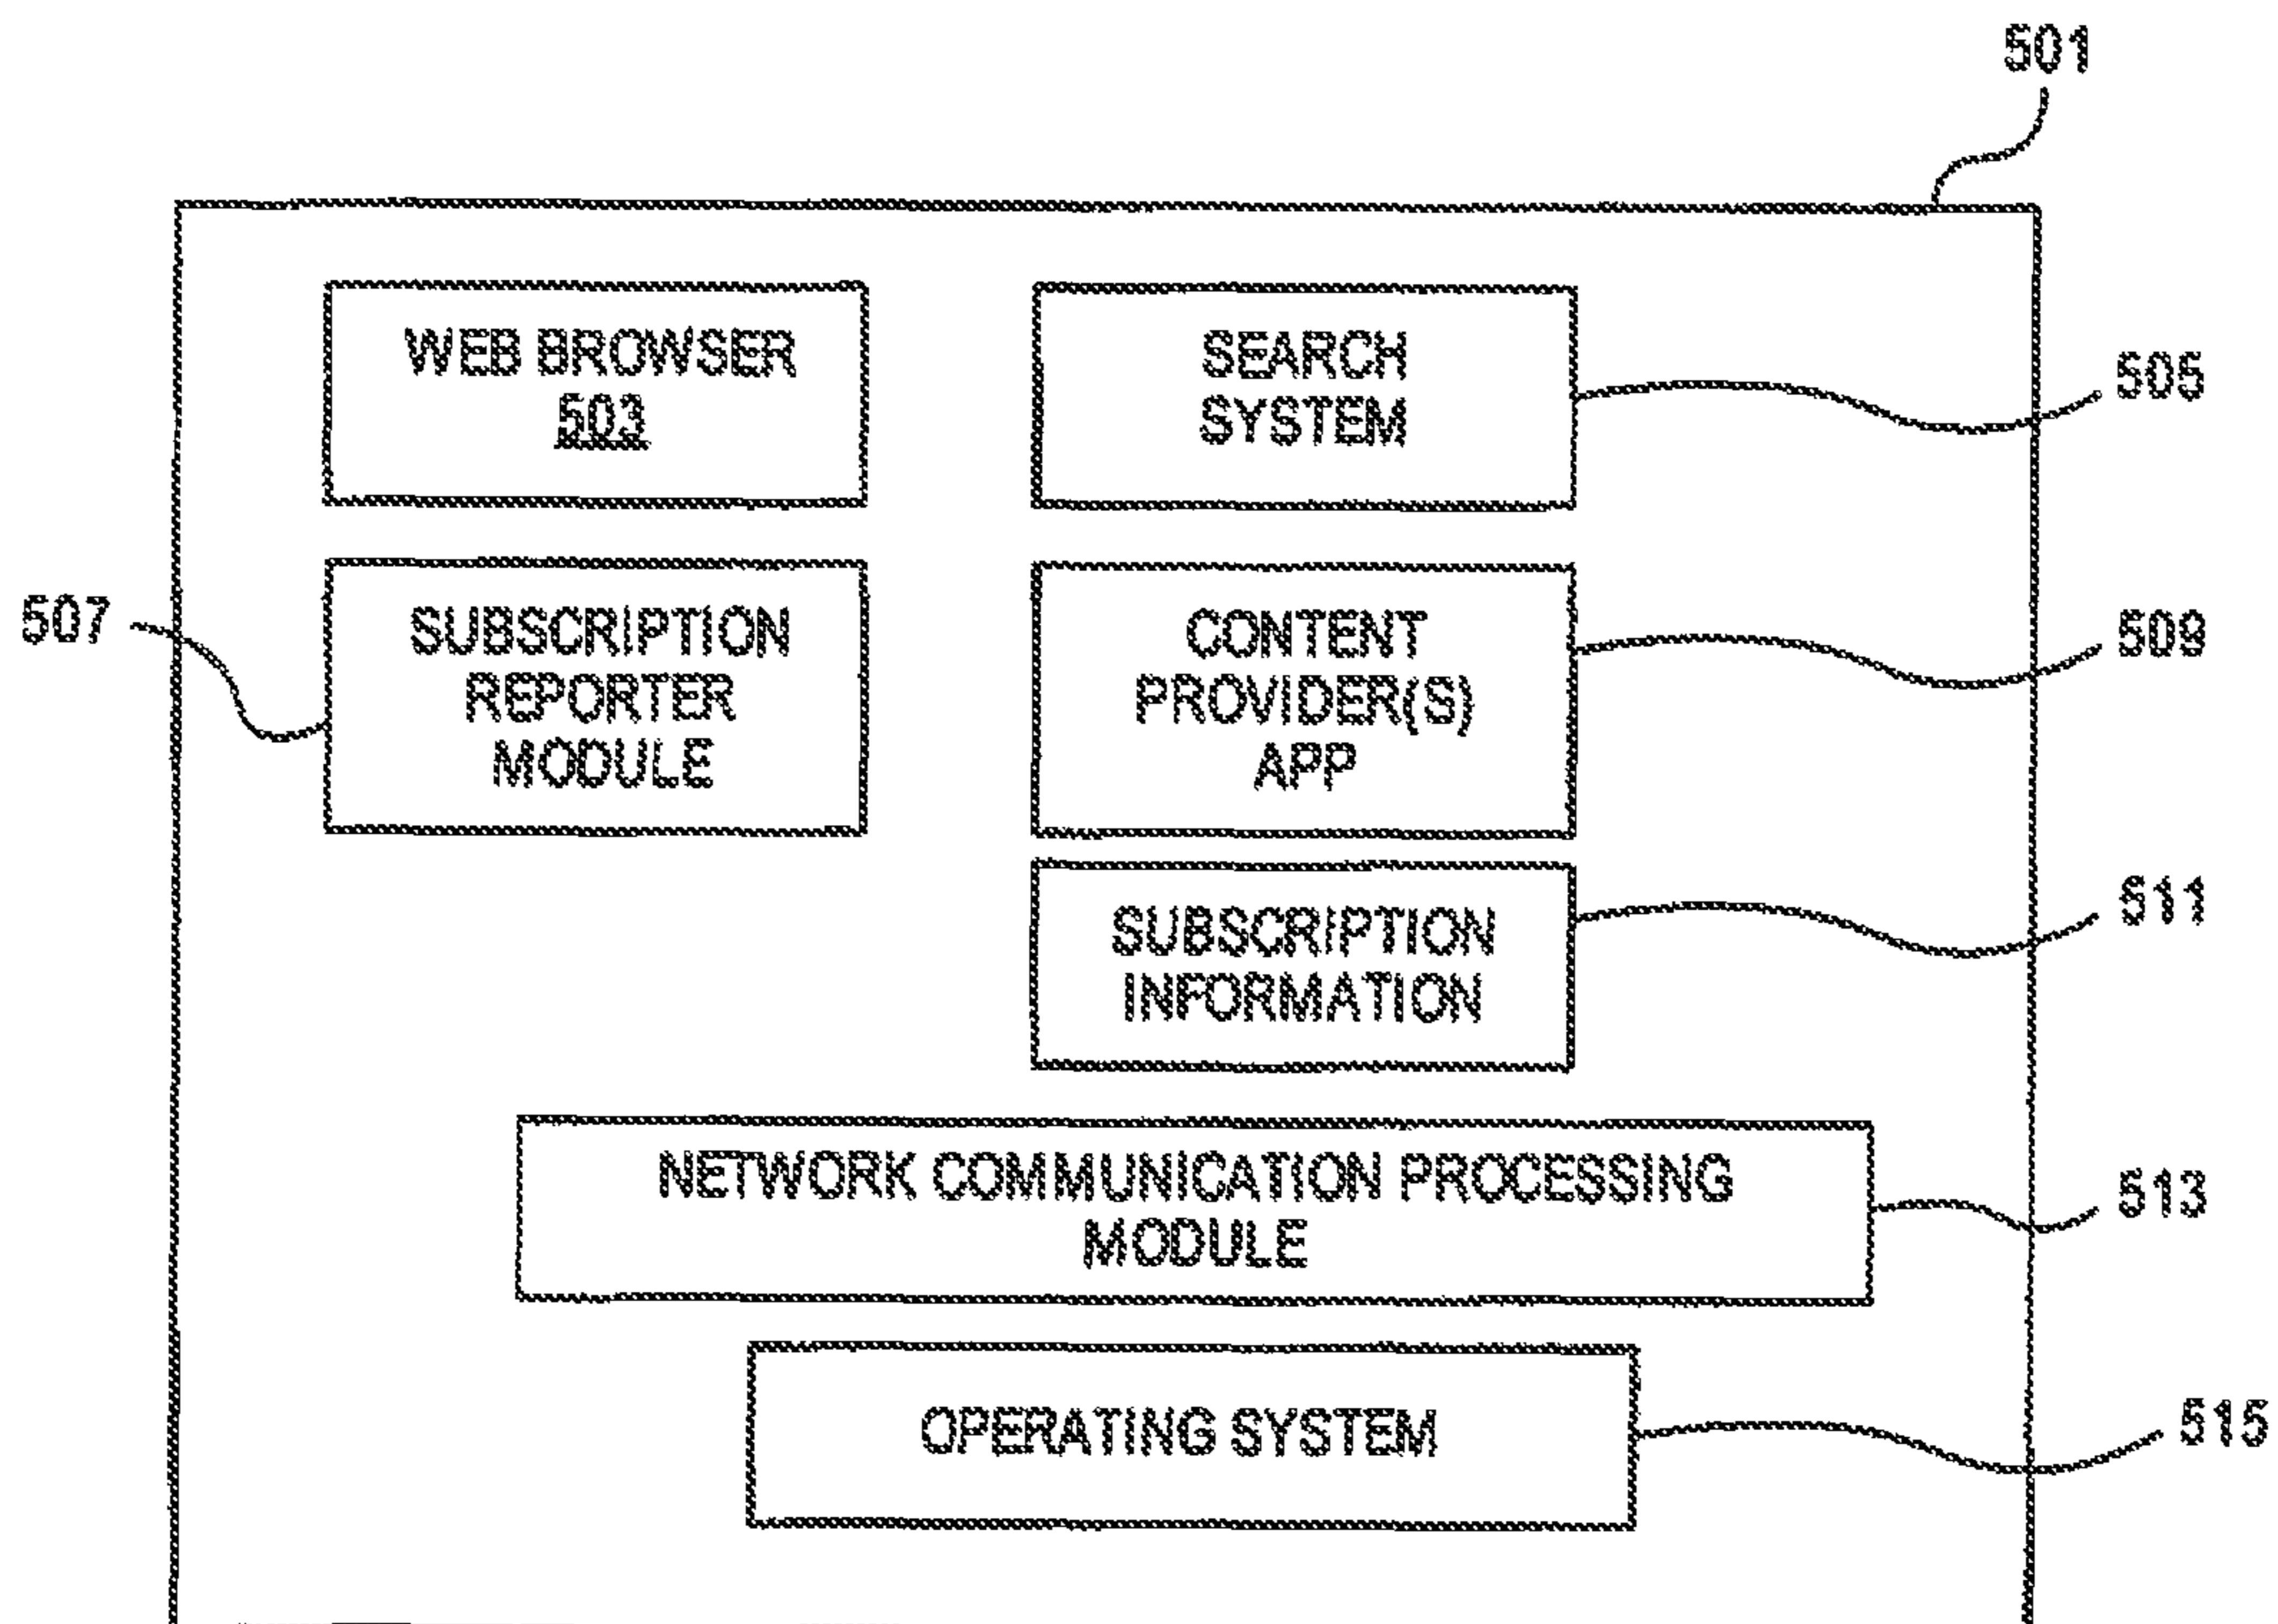 501
WEB BROWSER
503
SEARCH
SYSTEM
505
507
SUBSCRIPTION
REPORTER
MODULE
CONTENT
PROVIDER(S)
APP
509
SUBSCRIPTION
INFORMATION
511
NETWORK COMMUNICATION PROCESSING
MODULE
513
OPERATING SYSTEM
515